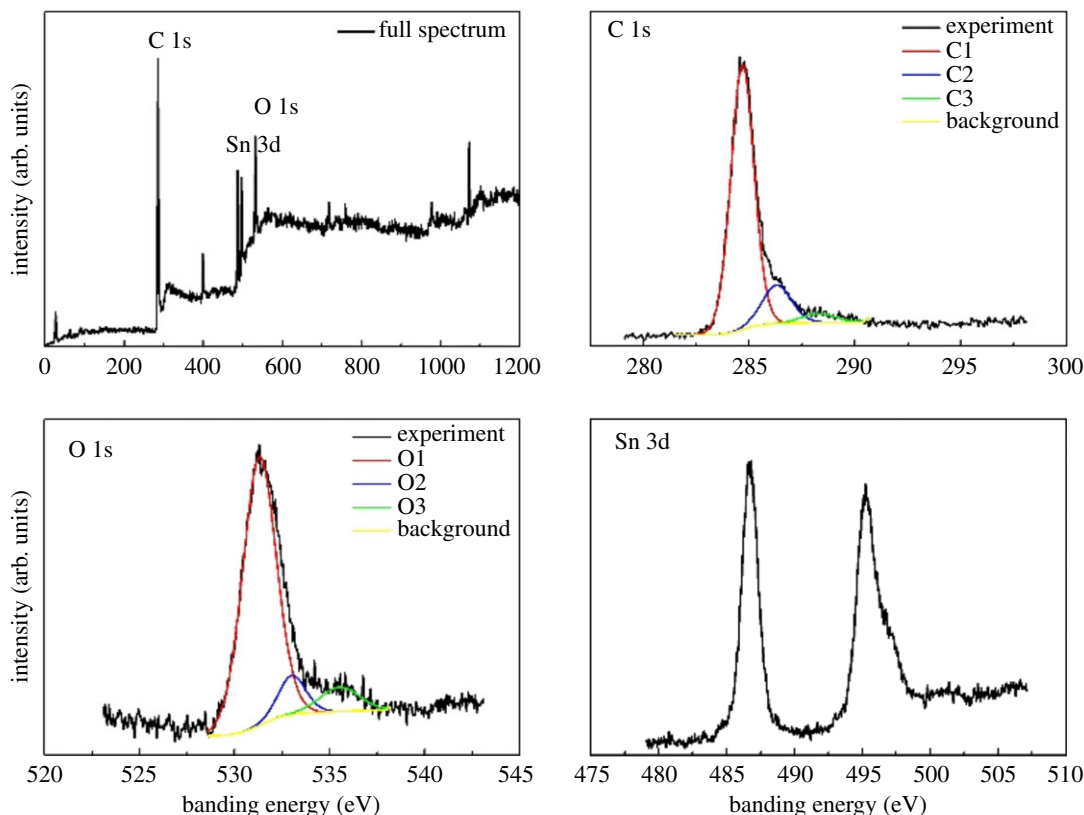 C 1s
full spectrum
O 1s
Sn 3d
intensity (arb. units)
0 200 400 600 800 1000 1200
C 1s
experiment
C1
C2
C3
background
280 285 290 295 300
O 1s
experiment
O1
O2
O3
background
intensity (arb. units)
520 525 530 535 540 545
banding energy (eV)
Sn 3d
475 480 485 490 495 500 505 510
banding energy (eV)